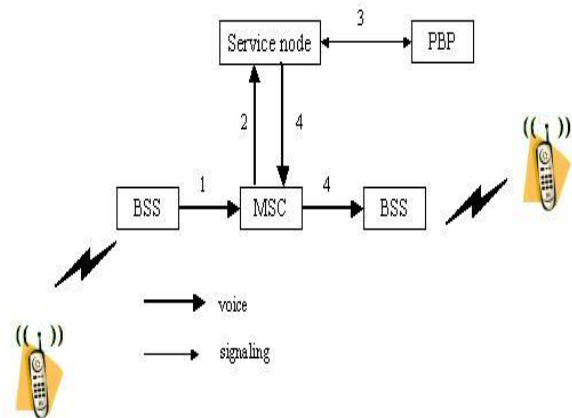 3
Service node
PBP
2
4
1
4
BSS
MSC
BSS
voice
signaling